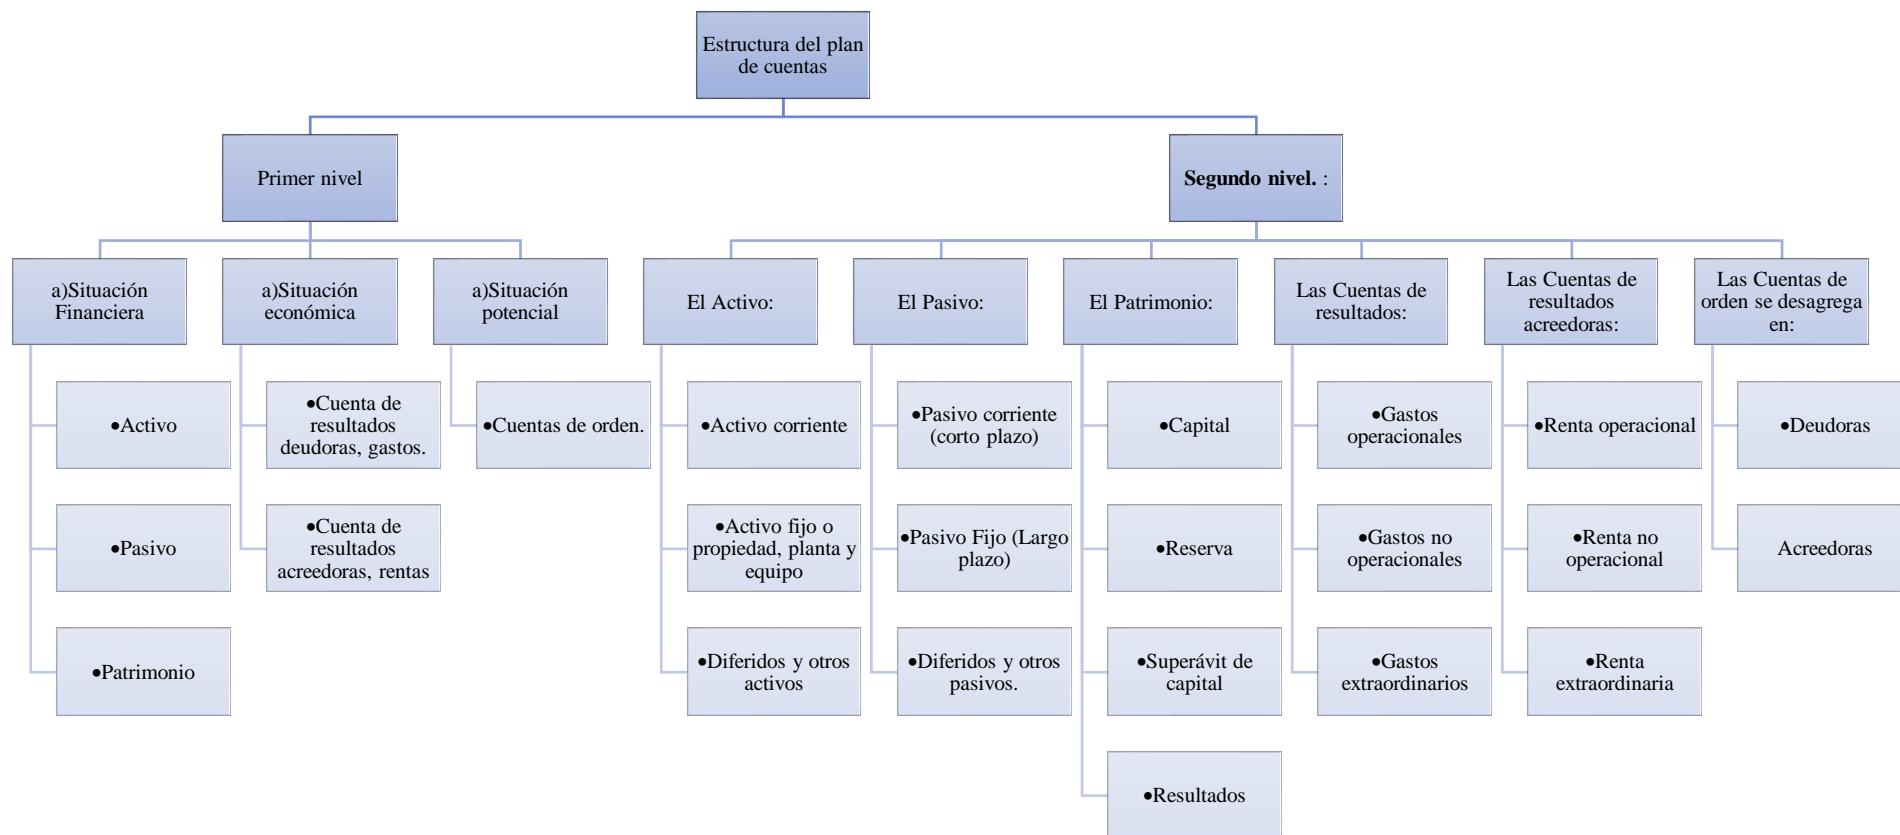 Estructura del plan
de cuentas
Primer nivel
Segundo nivel. :
a)Situación
Financiera
a)Situación
económica
a)Situación
potencial
El Activo:
El Pasivo:
El Patrimonio:
Las Cuentas de
resultados:
Las Cuentas de
resultados
acreedoras:
Las Cuentas de
orden se desagrega
en:
•Activo
•Cuenta de
resultados
deudoras, gastos.
•Cuentas de orden.
•Activo corriente
•Pasivo corriente
(corto plazo)
•Capital
•Gastos
operacionales
•Renta operacional
•Deudoras
•Pasivo
•Cuenta de
resultados
acreedoras, rentas
•Activo fijo o
propiedad, planta y
equipo
•Pasivo Fijo (Largo
plazo)
•Reserva
•Gastos no
operacionales
•Renta no
operacional
Acreedoras
•Patrimonio
•Diferidos y otros
activos
•Diferidos y otros
pasivos.
•Superávit de
capital
•Gastos
extraordinarios
•Renta
extraordinaria
•Resultados